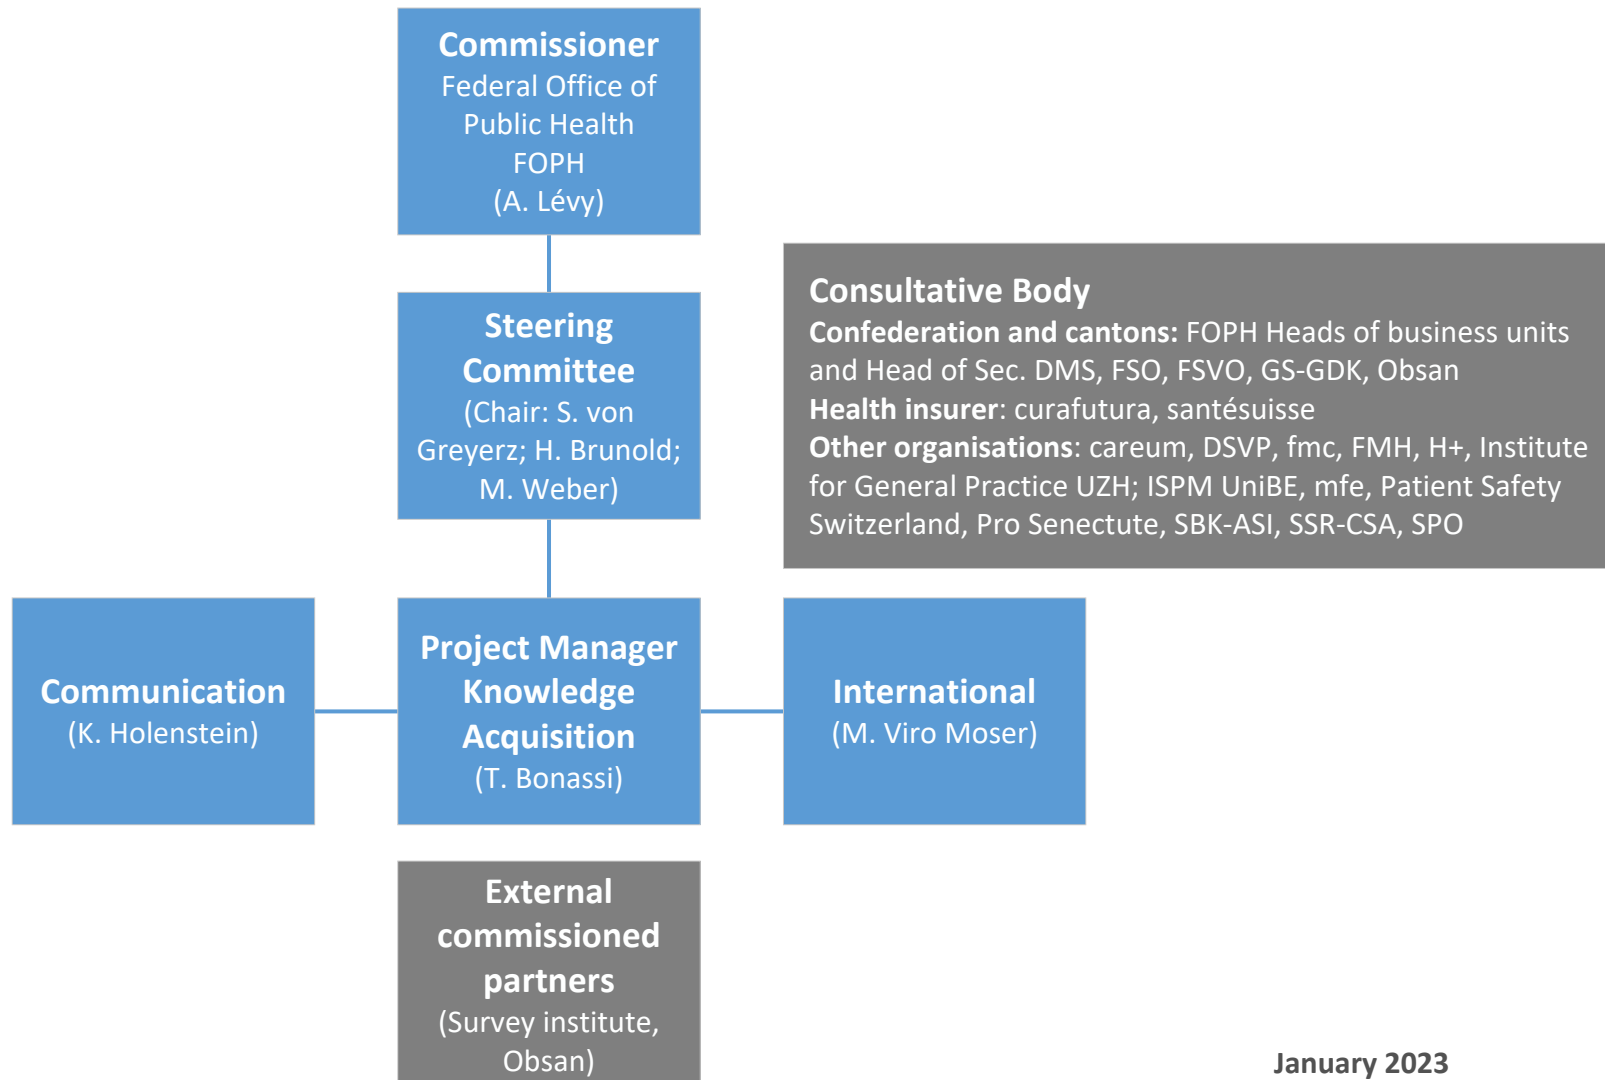 Commissioner
Federal Office of
Public Health
FOPH
(A. Lévy)
Steering
Committee
(Chair: S. von
Greyerz; H. Brunold;
M. Weber)
Consultative Body
Confederation and cantons: FOPH Heads of business units
and Head of Sec. DMS, FSO, FSVO, GS-GDK, Obsan
Health insurer: curafutura, santésuisse
Other organisations: careum, DSVP, fmc, FMH, H+, Institute
for General Practice UZH; ISPM UniBE, mfe, Patient Safety
Switzerland, Pro Senectute, SBK-ASI, SSR-CSA, SPO
Communication
(K. Holenstein)
Project Manager
Knowledge
Acquisition
(T. Bonassi)
International
(M. Viro Moser)
External
commissioned
partners
(Survey institute,
Obsan)
January 2023